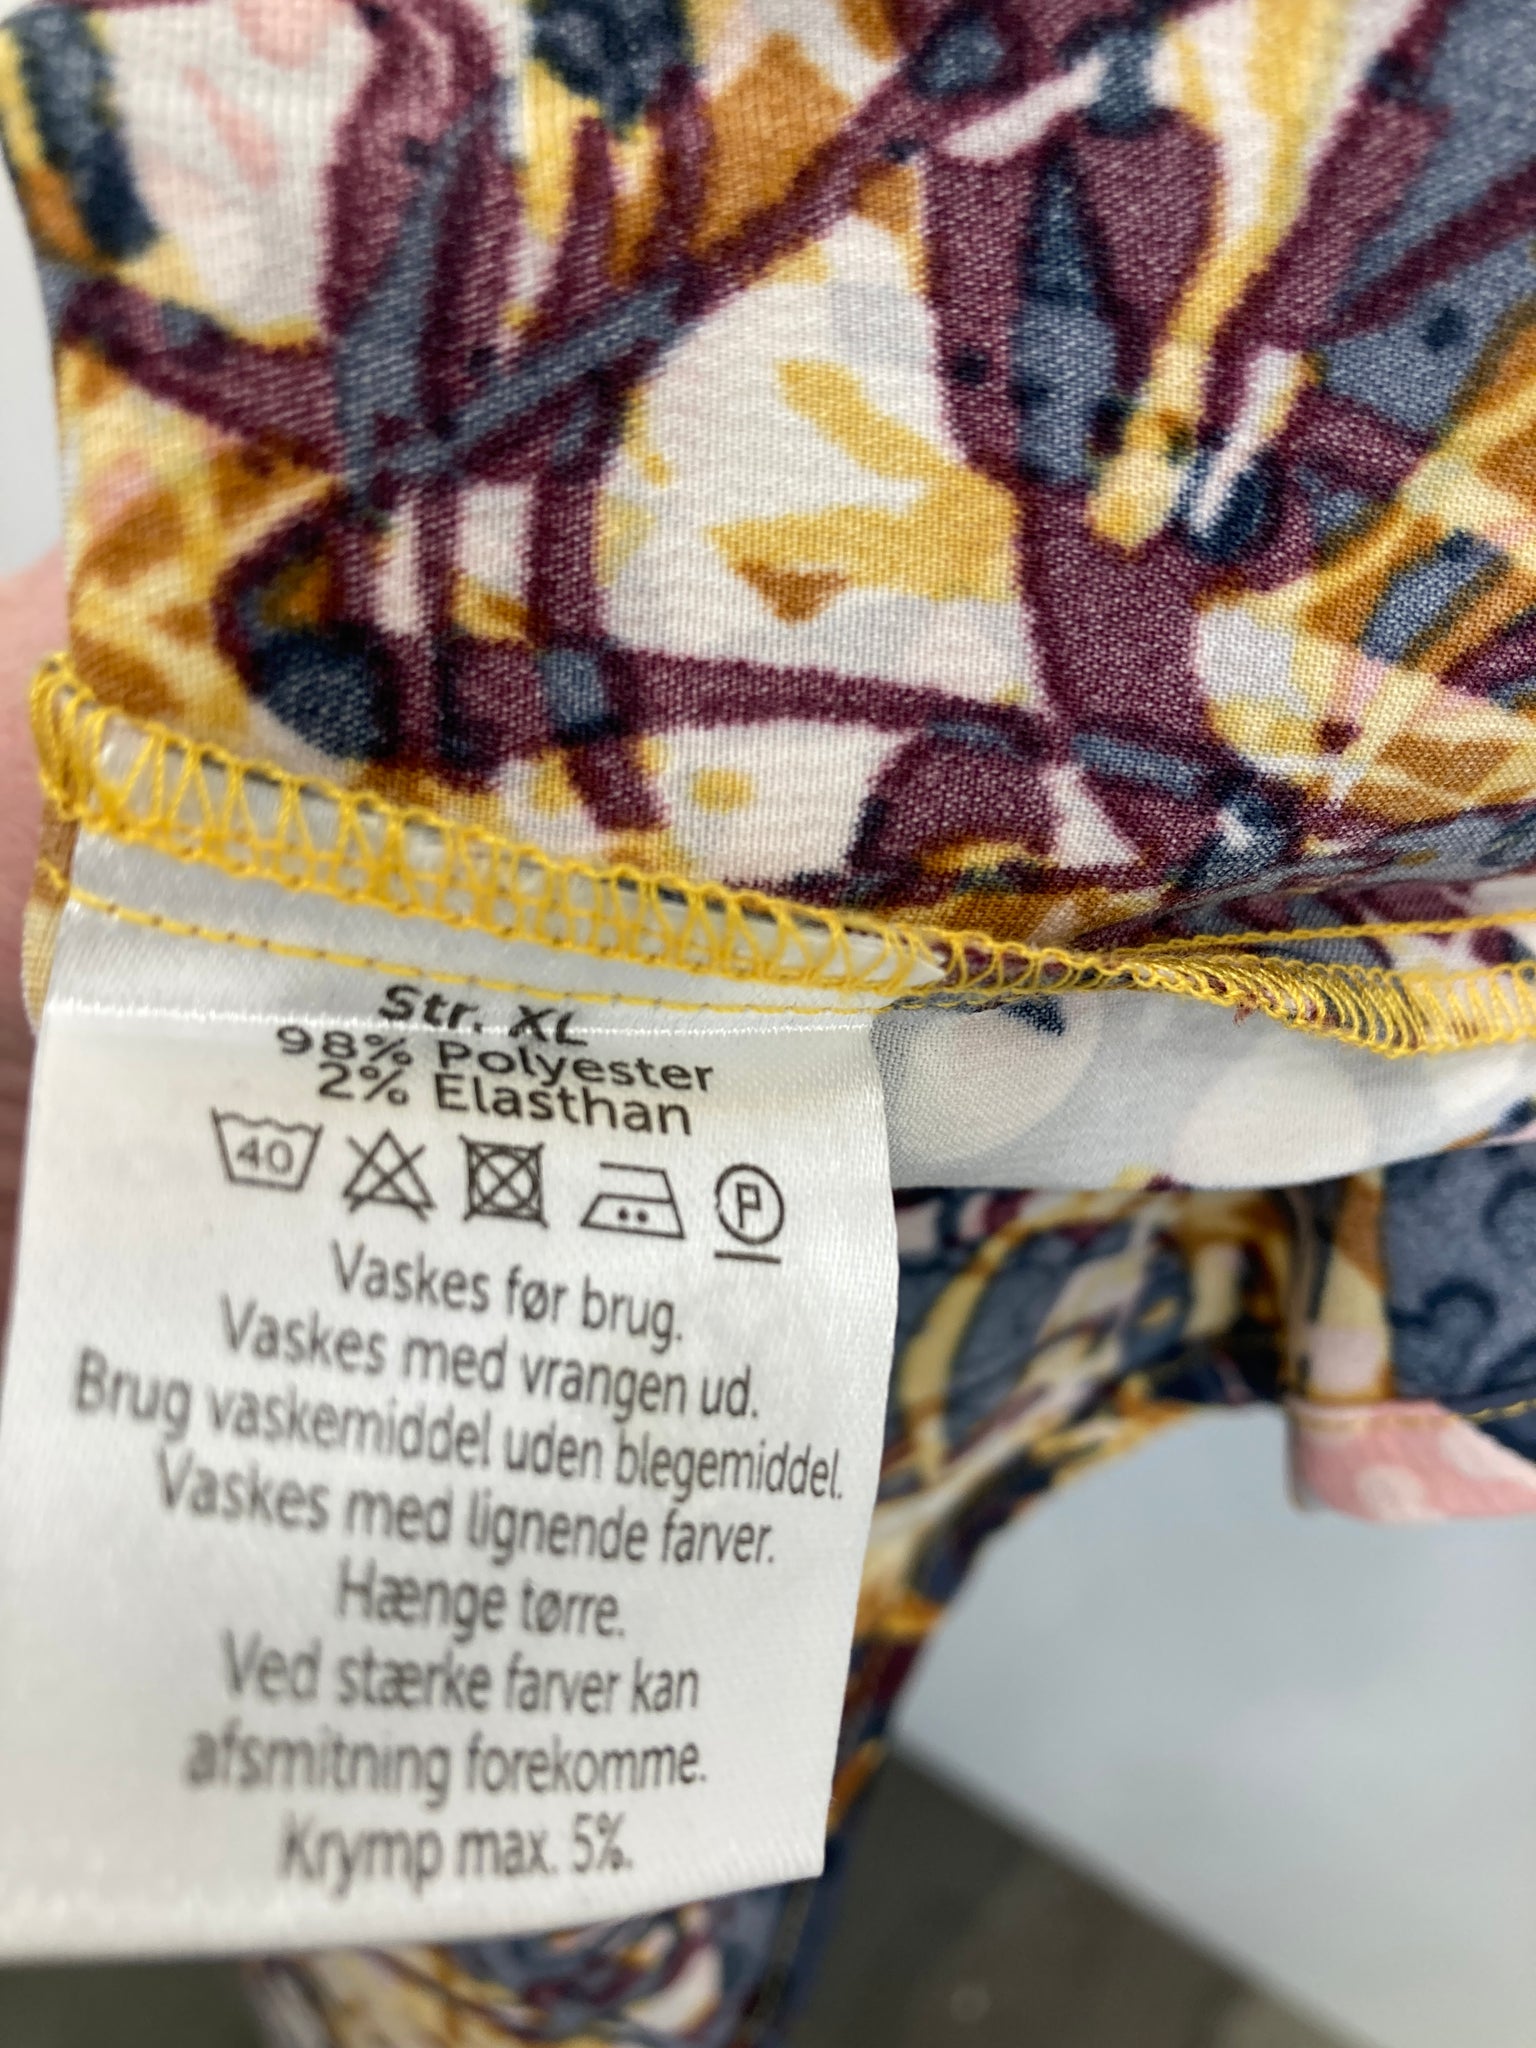 Str. XL
98% Polyester
2% Elasthan
40 P
Vaskes før brug.
Vaskes med vrangen ud.
Brug vaskemiddel uden blegemiddel.
Vaskes med lignende farver.
Hænge tørre.
Ved stærke farver kan
afsmitning forekomme.
Krymp max. 5%.